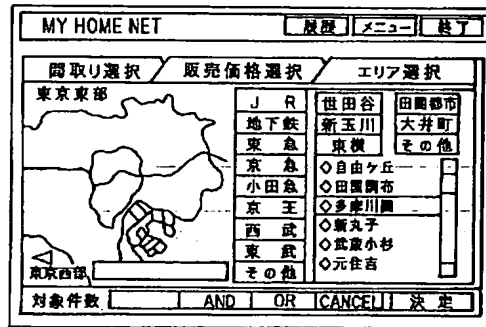 MY HOME NET 履歴 メニュー 終了
間取り選択 販売価格選択 エリア選択
東京東部
東京西部
JR
地下鉄
東急
京急
小田急
京王
西武
東武
その他
世田谷 田園都市
新玉川 大井町
東横 その他
◇自由ヶ丘
◇田園調布
◇多摩川園
◇新丸子
◇武蔵小杉
◇元住吉
対象件数 AND OR CANCEL 決定